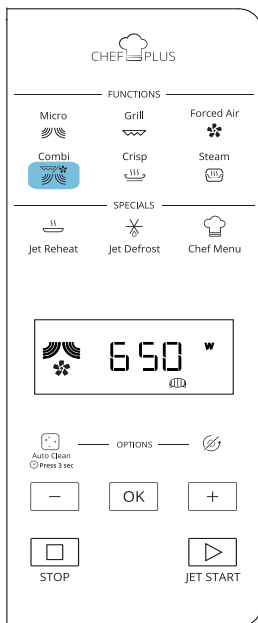 CHEF PLUS
FUNCTIONS
Micro Grill Forced Air
Combi Crisp Steam
SPECIALS
Jet Reheat Jet Defrost Chef Menu
650 W
Auto Clean OPTIONS
Press 3 sec
− OK +
STOP JET START